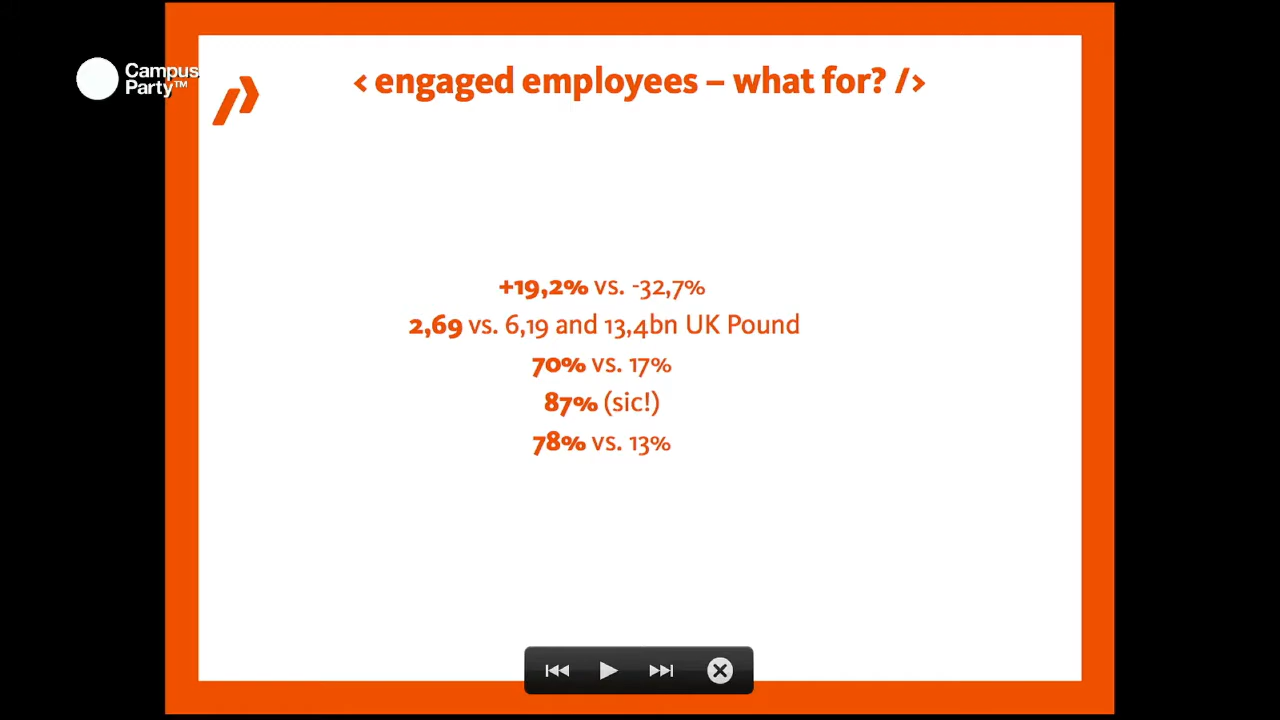 Campus
Party™
< engaged employees – what for? />
+19,2% vs. -32,7%
2,69 vs. 6,19 and 13,4bn UK Pound
70% vs. 17%
87% (sic!)
78% vs. 13%